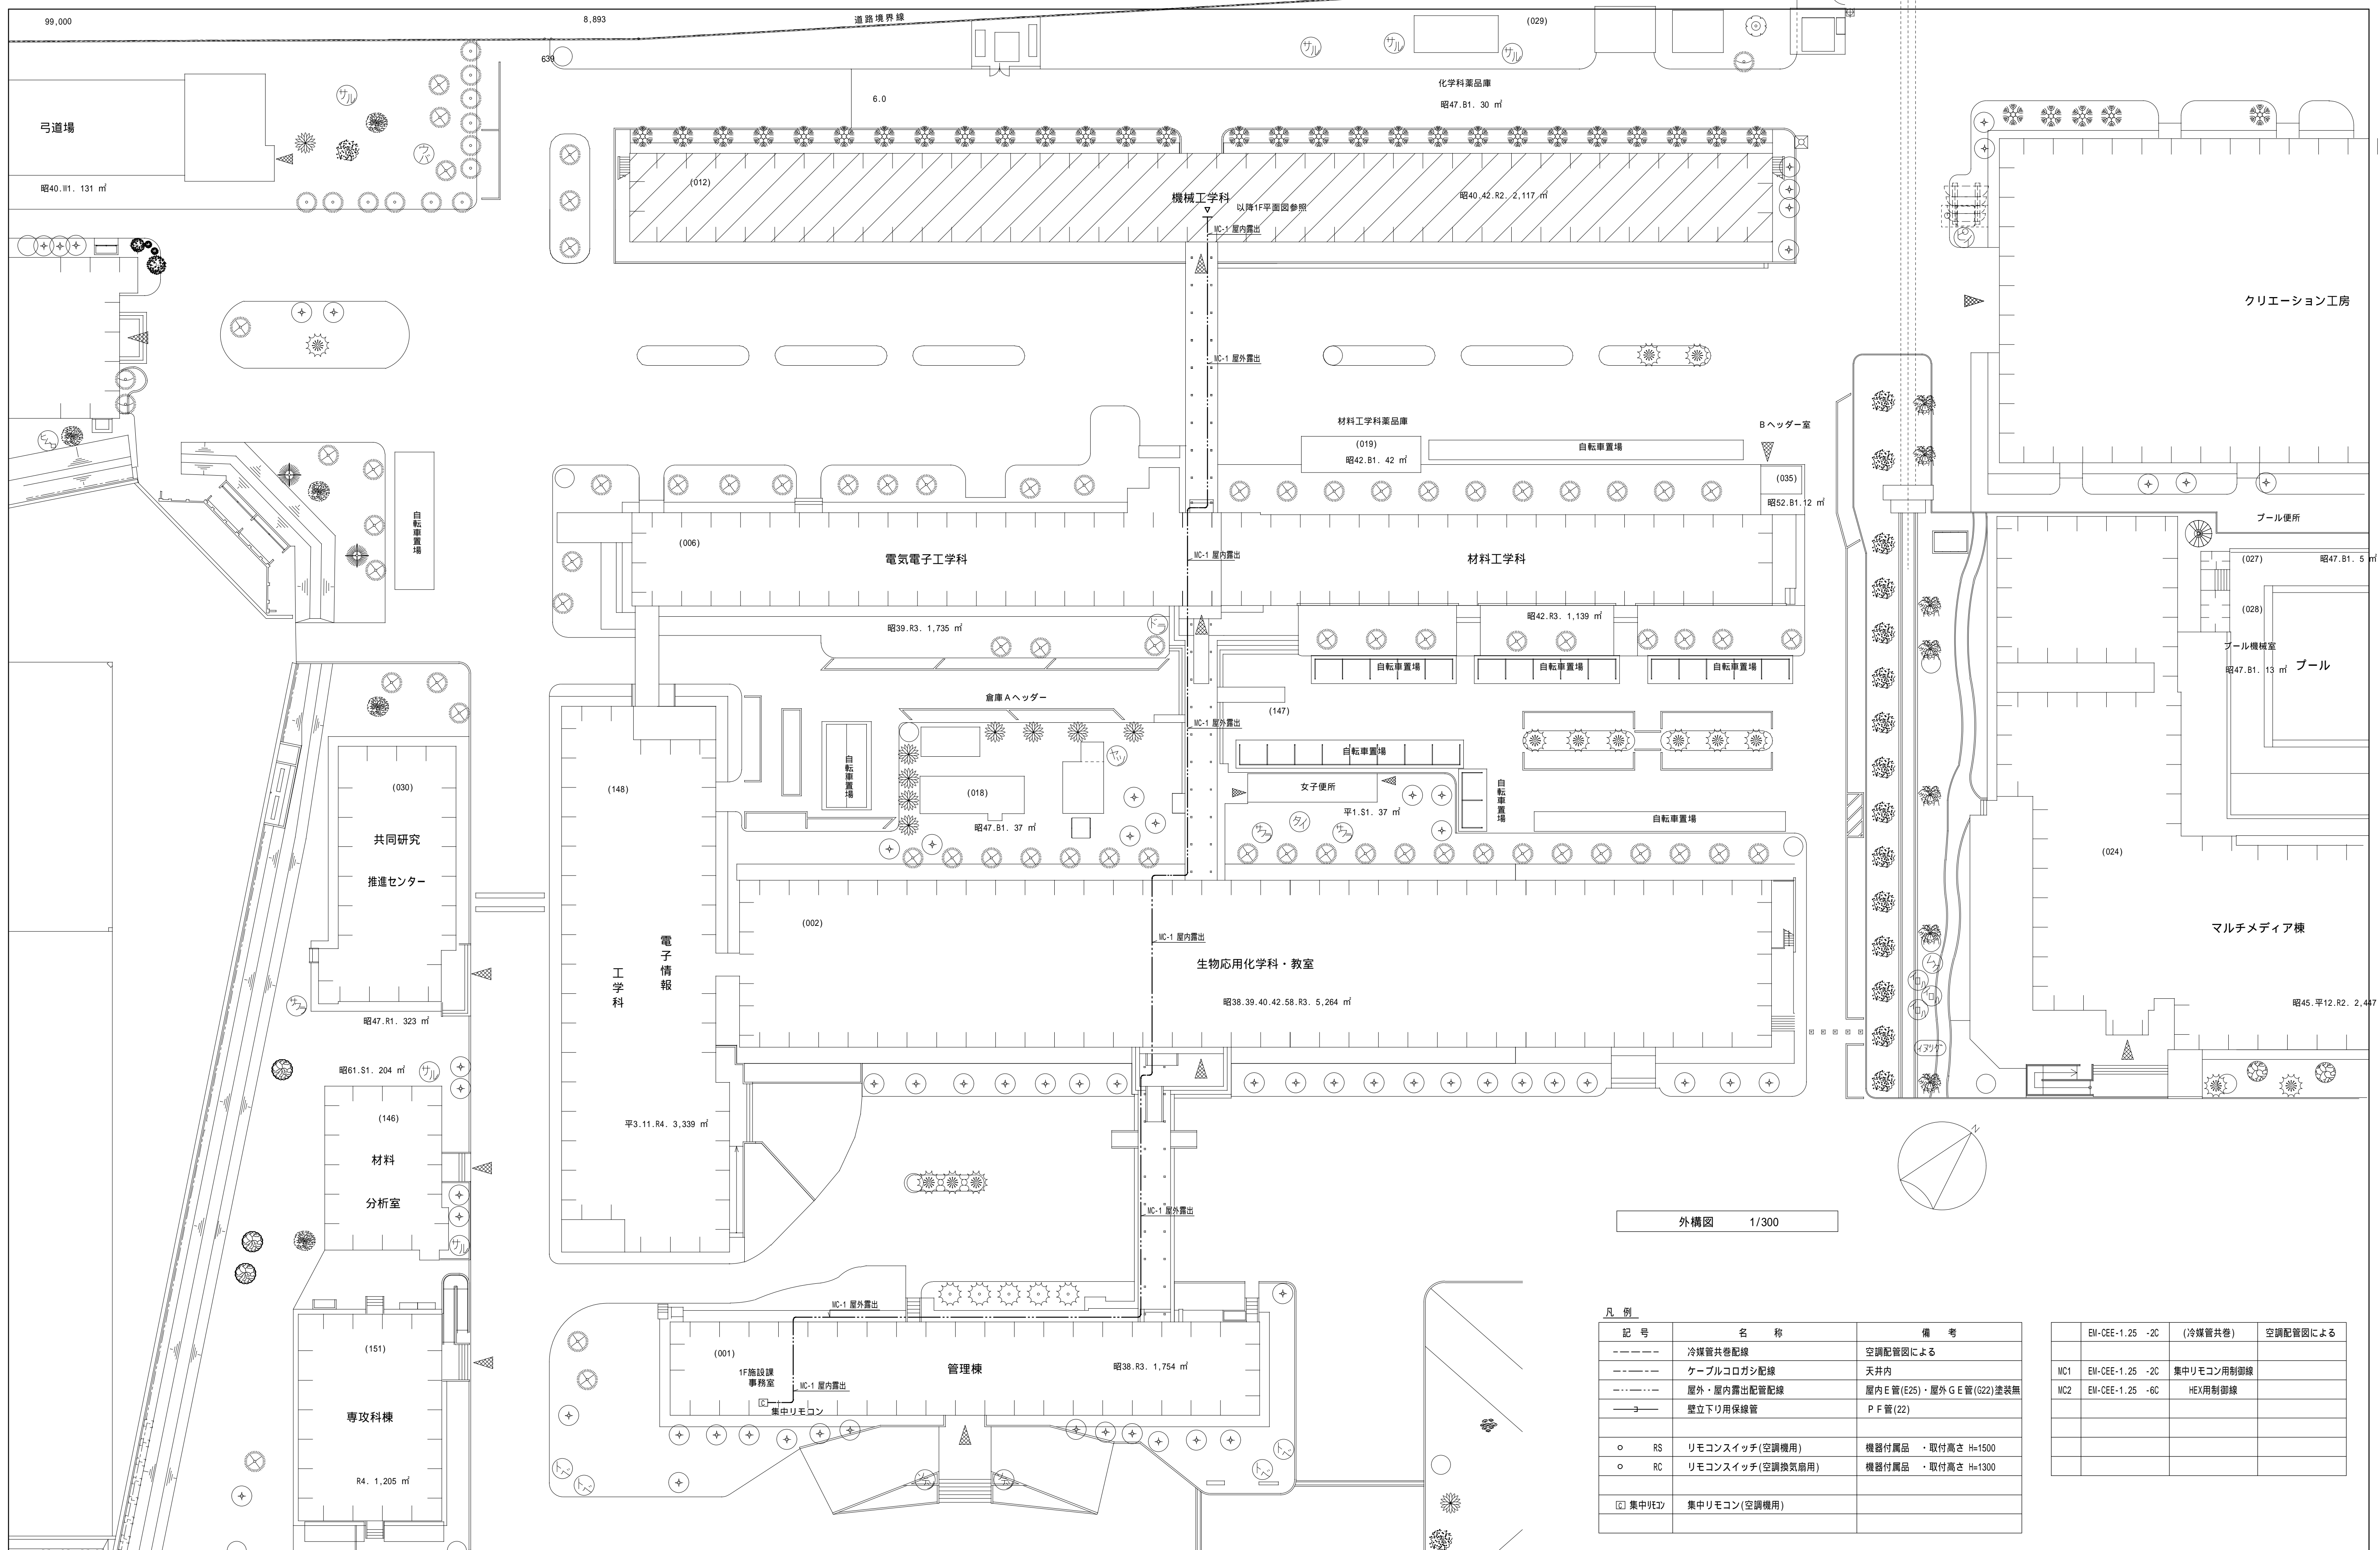 99,000
8,893
道路境界線
(029)
639
6.0
サル
サル
サル
サル
化学科薬品庫
昭47.B1. 30 ㎡
弓道場
ウバ
昭40.W1. 131 ㎡
(012)
機械工学科
以降1F平面図参照
昭40.42.R2. 2,117 ㎡
MC-1 屋内露出
クリエーション工房
MC-1 屋外露出
材料工学科薬品庫
(019)
昭42.B1. 42 ㎡
自転車置場
Bヘッダー室
(035)
昭52.B1.12 ㎡
自転車置場
(006)
電気電子工学科
MC-1 屋内露出
材料工学科
プール便所
(027)
昭47.B1. 5 ㎡
(028)
昭39.R3. 1,735 ㎡
昭42.R3. 1,139 ㎡
プール機械室
昭47.B1. 13 ㎡
プール
自転車置場
自転車置場
自転車置場
倉庫Aヘッダー
(147)
MC-1 屋外露出
自転車置場
自転車置場
(148)
(018)
昭47.B1. 37 ㎡
女子便所
平1.S1. 37 ㎡
タイ
自転車置場
自転車置場
(030)
共同研究
推進センター
昭47.R1. 323 ㎡
(024)
マルチメディア棟
昭45.平12.R2. 2,447
(002)
MC-1 屋内露出
生物応用化学科・教室
昭38.39.40.42.58.R3. 5,264 ㎡
電子情報
工学科
平3.11.R4. 3,339 ㎡
昭61.S1. 204 ㎡
サル
(146)
材料
分析室
サル
N
MC-1 屋外露出
外構図 1/300
MC-1 屋外露出
(001)
1F施設課
事務室
MC-1 屋内露出
C
集中リモコン
管理棟
昭38.R3. 1,754 ㎡
(151)
専攻科棟
R4. 1,205 ㎡
トベ
トベ
トベ
トベ
凡 例
記 号 名 称 備 考
冷媒管共巻配線 空調配管図による
ケーブルコロガシ配線 天井内
屋外・屋内露出配管配線 屋内E管(E25)・屋外GE管(G22)塗装無
壁立下り用保線管 PF管(22)
RS リモコンスイッチ(空調機用) 機器付属品 ・取付高さ H=1500
RC リモコンスイッチ(空調換気扇用) 機器付属品 ・取付高さ H=1300
C 集中リモコン 集中リモコン(空調機用)
EM-CEE-1.25 -2C (冷媒管共巻) 空調配管図による
MC1 EM-CEE-1.25 -2C 集中リモコン用制御線
MC2 EM-CEE-1.25 -6C HEX用制御線